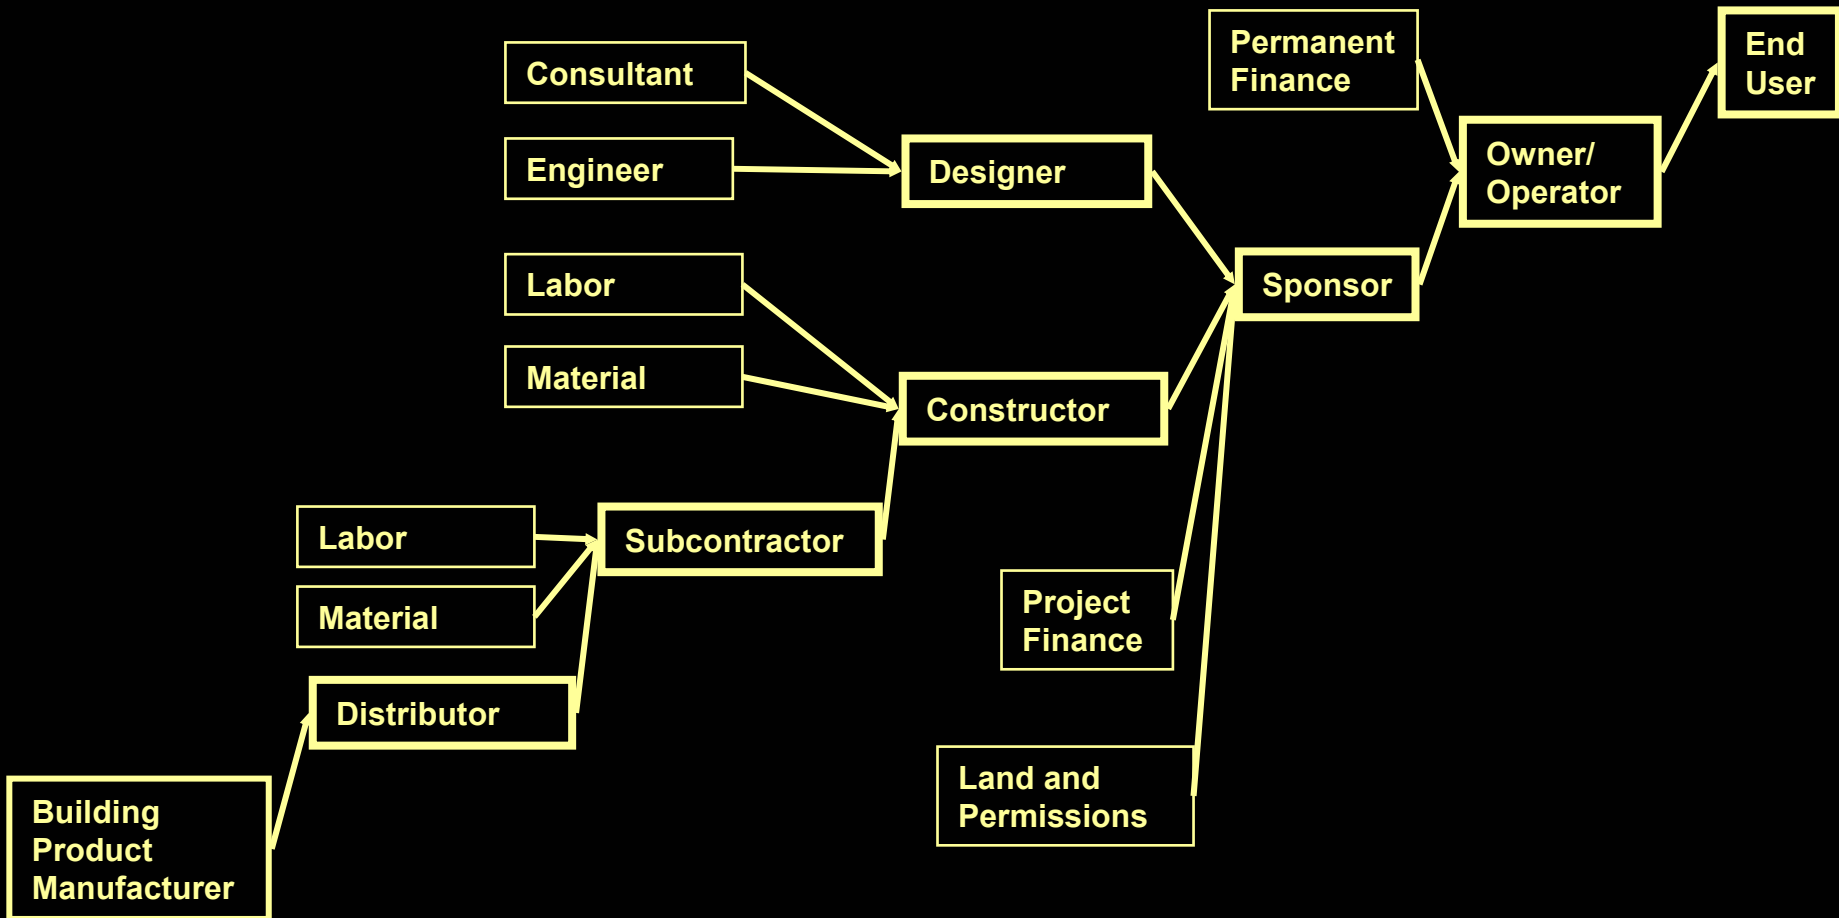 Permanent
Finance
End
User
Consultant
Engineer
Designer
Owner/
Operator
Labor
Sponsor
Material
Constructor
Labor
Subcontractor
Material
Project
Finance
Distributor
Land and
Permissions
Building
Product
Manufacturer